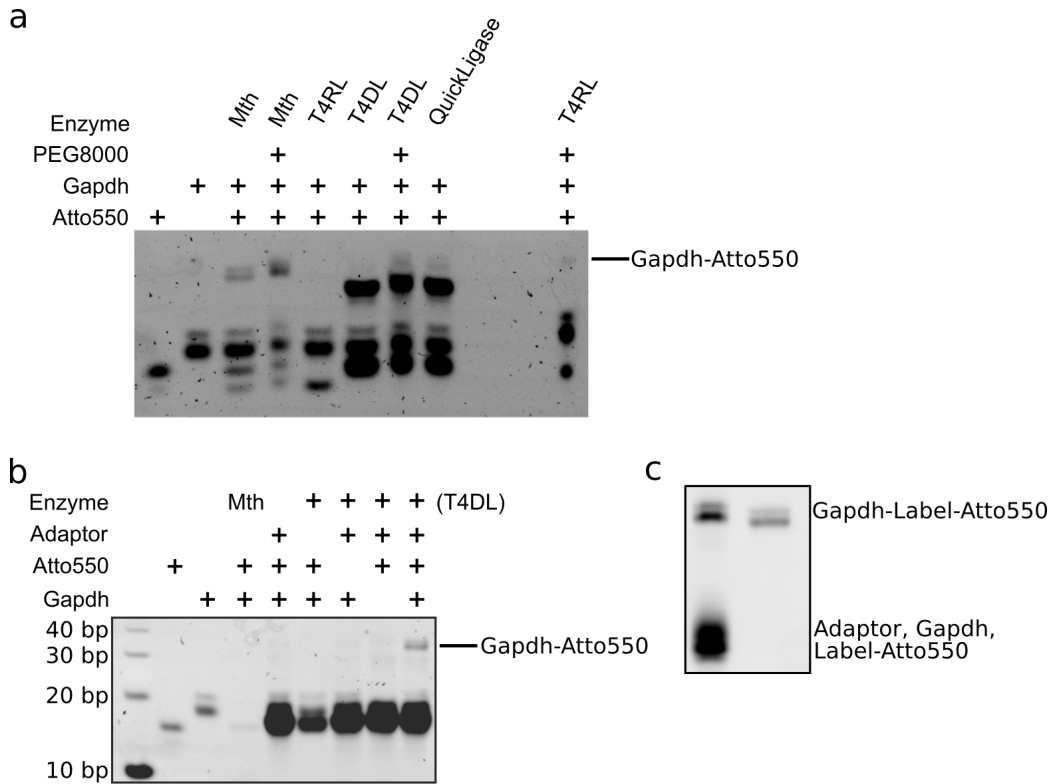 a
Enzyme Mth Mth T4RL T4DL T4DL QuickLigase T4RL
PEG8000 + + +
Gapdh + + + + + + + +
Atto550 + + + + + + + +
Gapdh-Atto550
b
Enzyme Mth + + + + (T4DL)
Adaptor + + + +
Atto550 + + + + + +
Gapdh + + + + + +
40 bp
30 bp
20 bp
10 bp
Gapdh-Atto550
c
Gapdh-Label-Atto550
Adaptor, Gapdh,
Label-Atto550